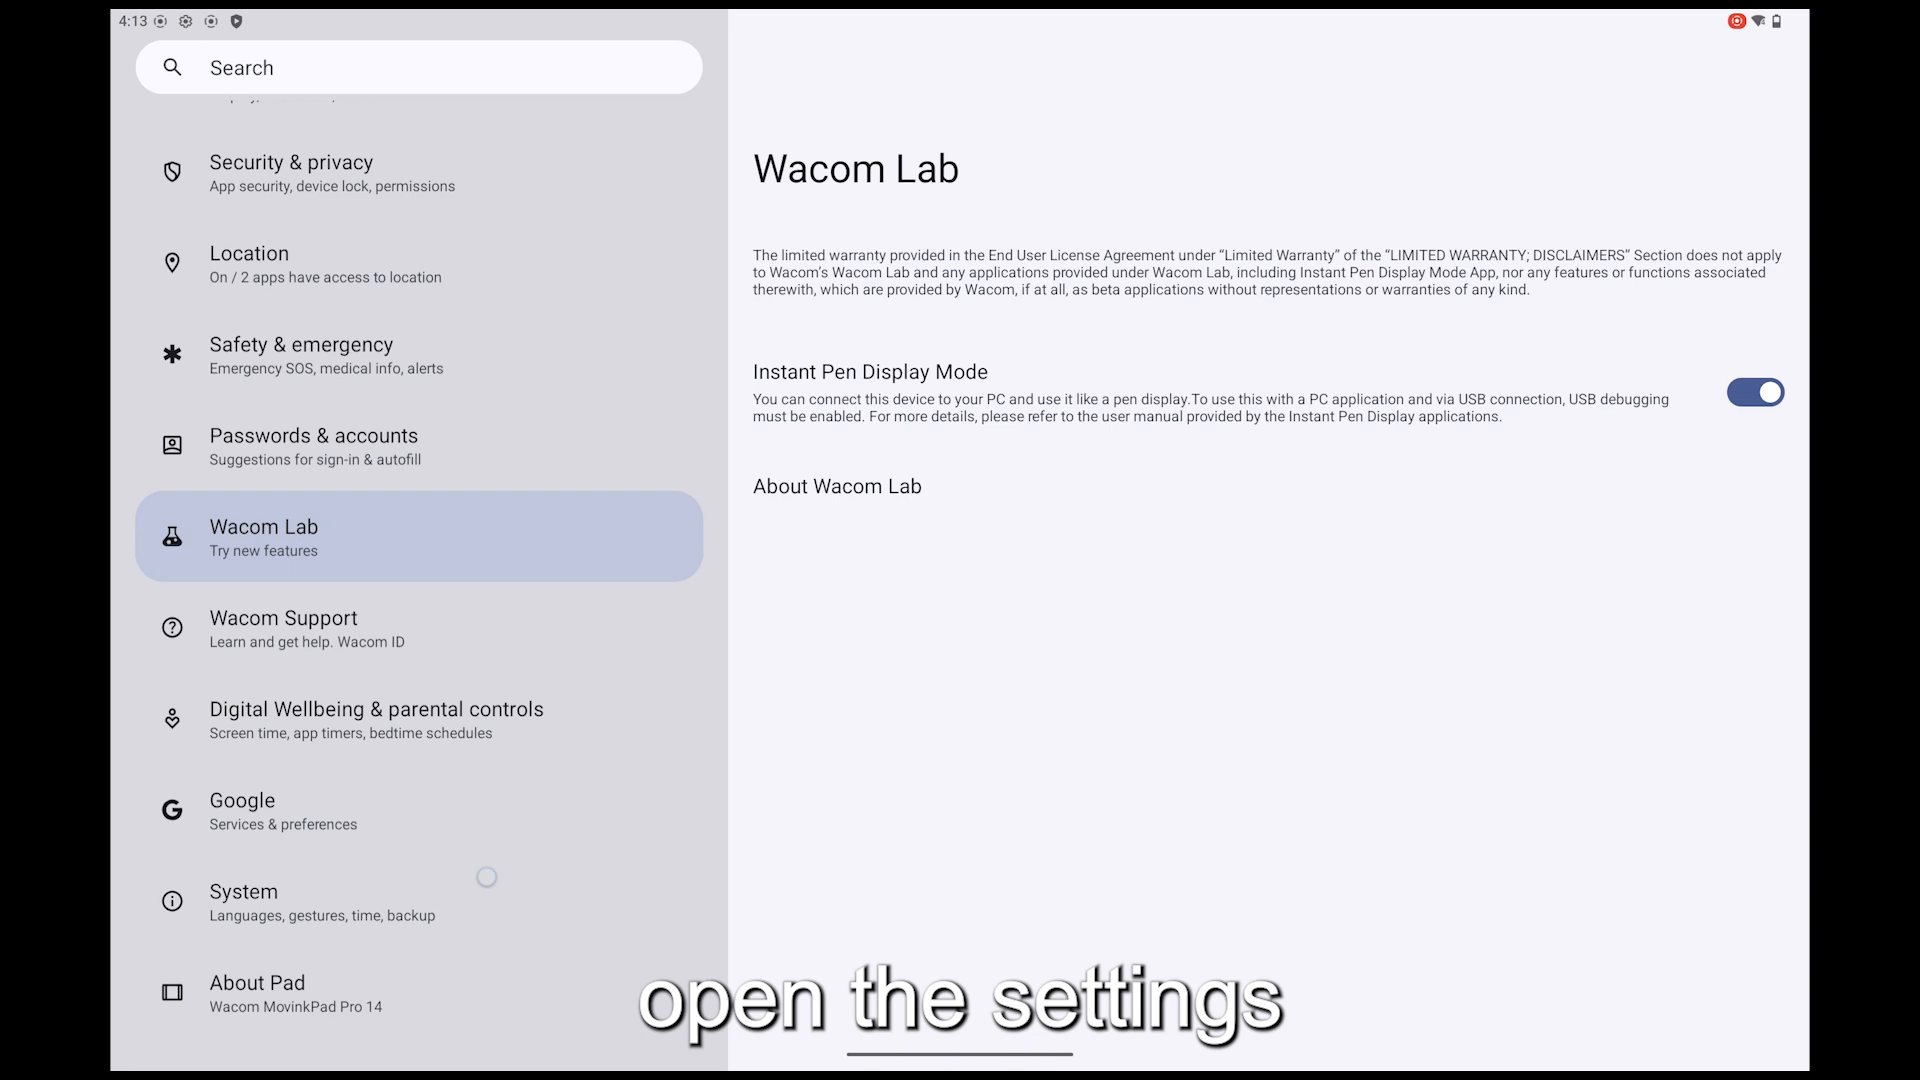 4:13
Search
Security & privacy
App security, device lock, permissions
Location
On / 2 apps have access to location
Safety & emergency
Emergency SOS, medical info, alerts
Passwords & accounts
Suggestions for sign-in & autofill
Wacom Lab
Try new features
Wacom Support
Learn and get help. Wacom ID
Digital Wellbeing & parental controls
Screen time, app timers, bedtime schedules
Google
Services & preferences
System
Languages, gestures, time, backup
About Pad
Wacom MovinkPad Pro 14
Wacom Lab
The limited warranty provided in the End User License Agreement under “Limited Warranty” of the “LIMITED WARRANTY; DISCLAIMERS” Section does not apply
to Wacom’s Wacom Lab and any applications provided under Wacom Lab, including Instant Pen Display Mode App, nor any features or functions associated
therewith, which are provided by Wacom, if at all, as beta applications without representations or warranties of any kind.
Instant Pen Display Mode
You can connect this device to your PC and use it like a pen display.To use this with a PC application and via USB connection, USB debugging
must be enabled. For more details, please refer to the user manual provided by the Instant Pen Display applications.
About Wacom Lab
open the settings